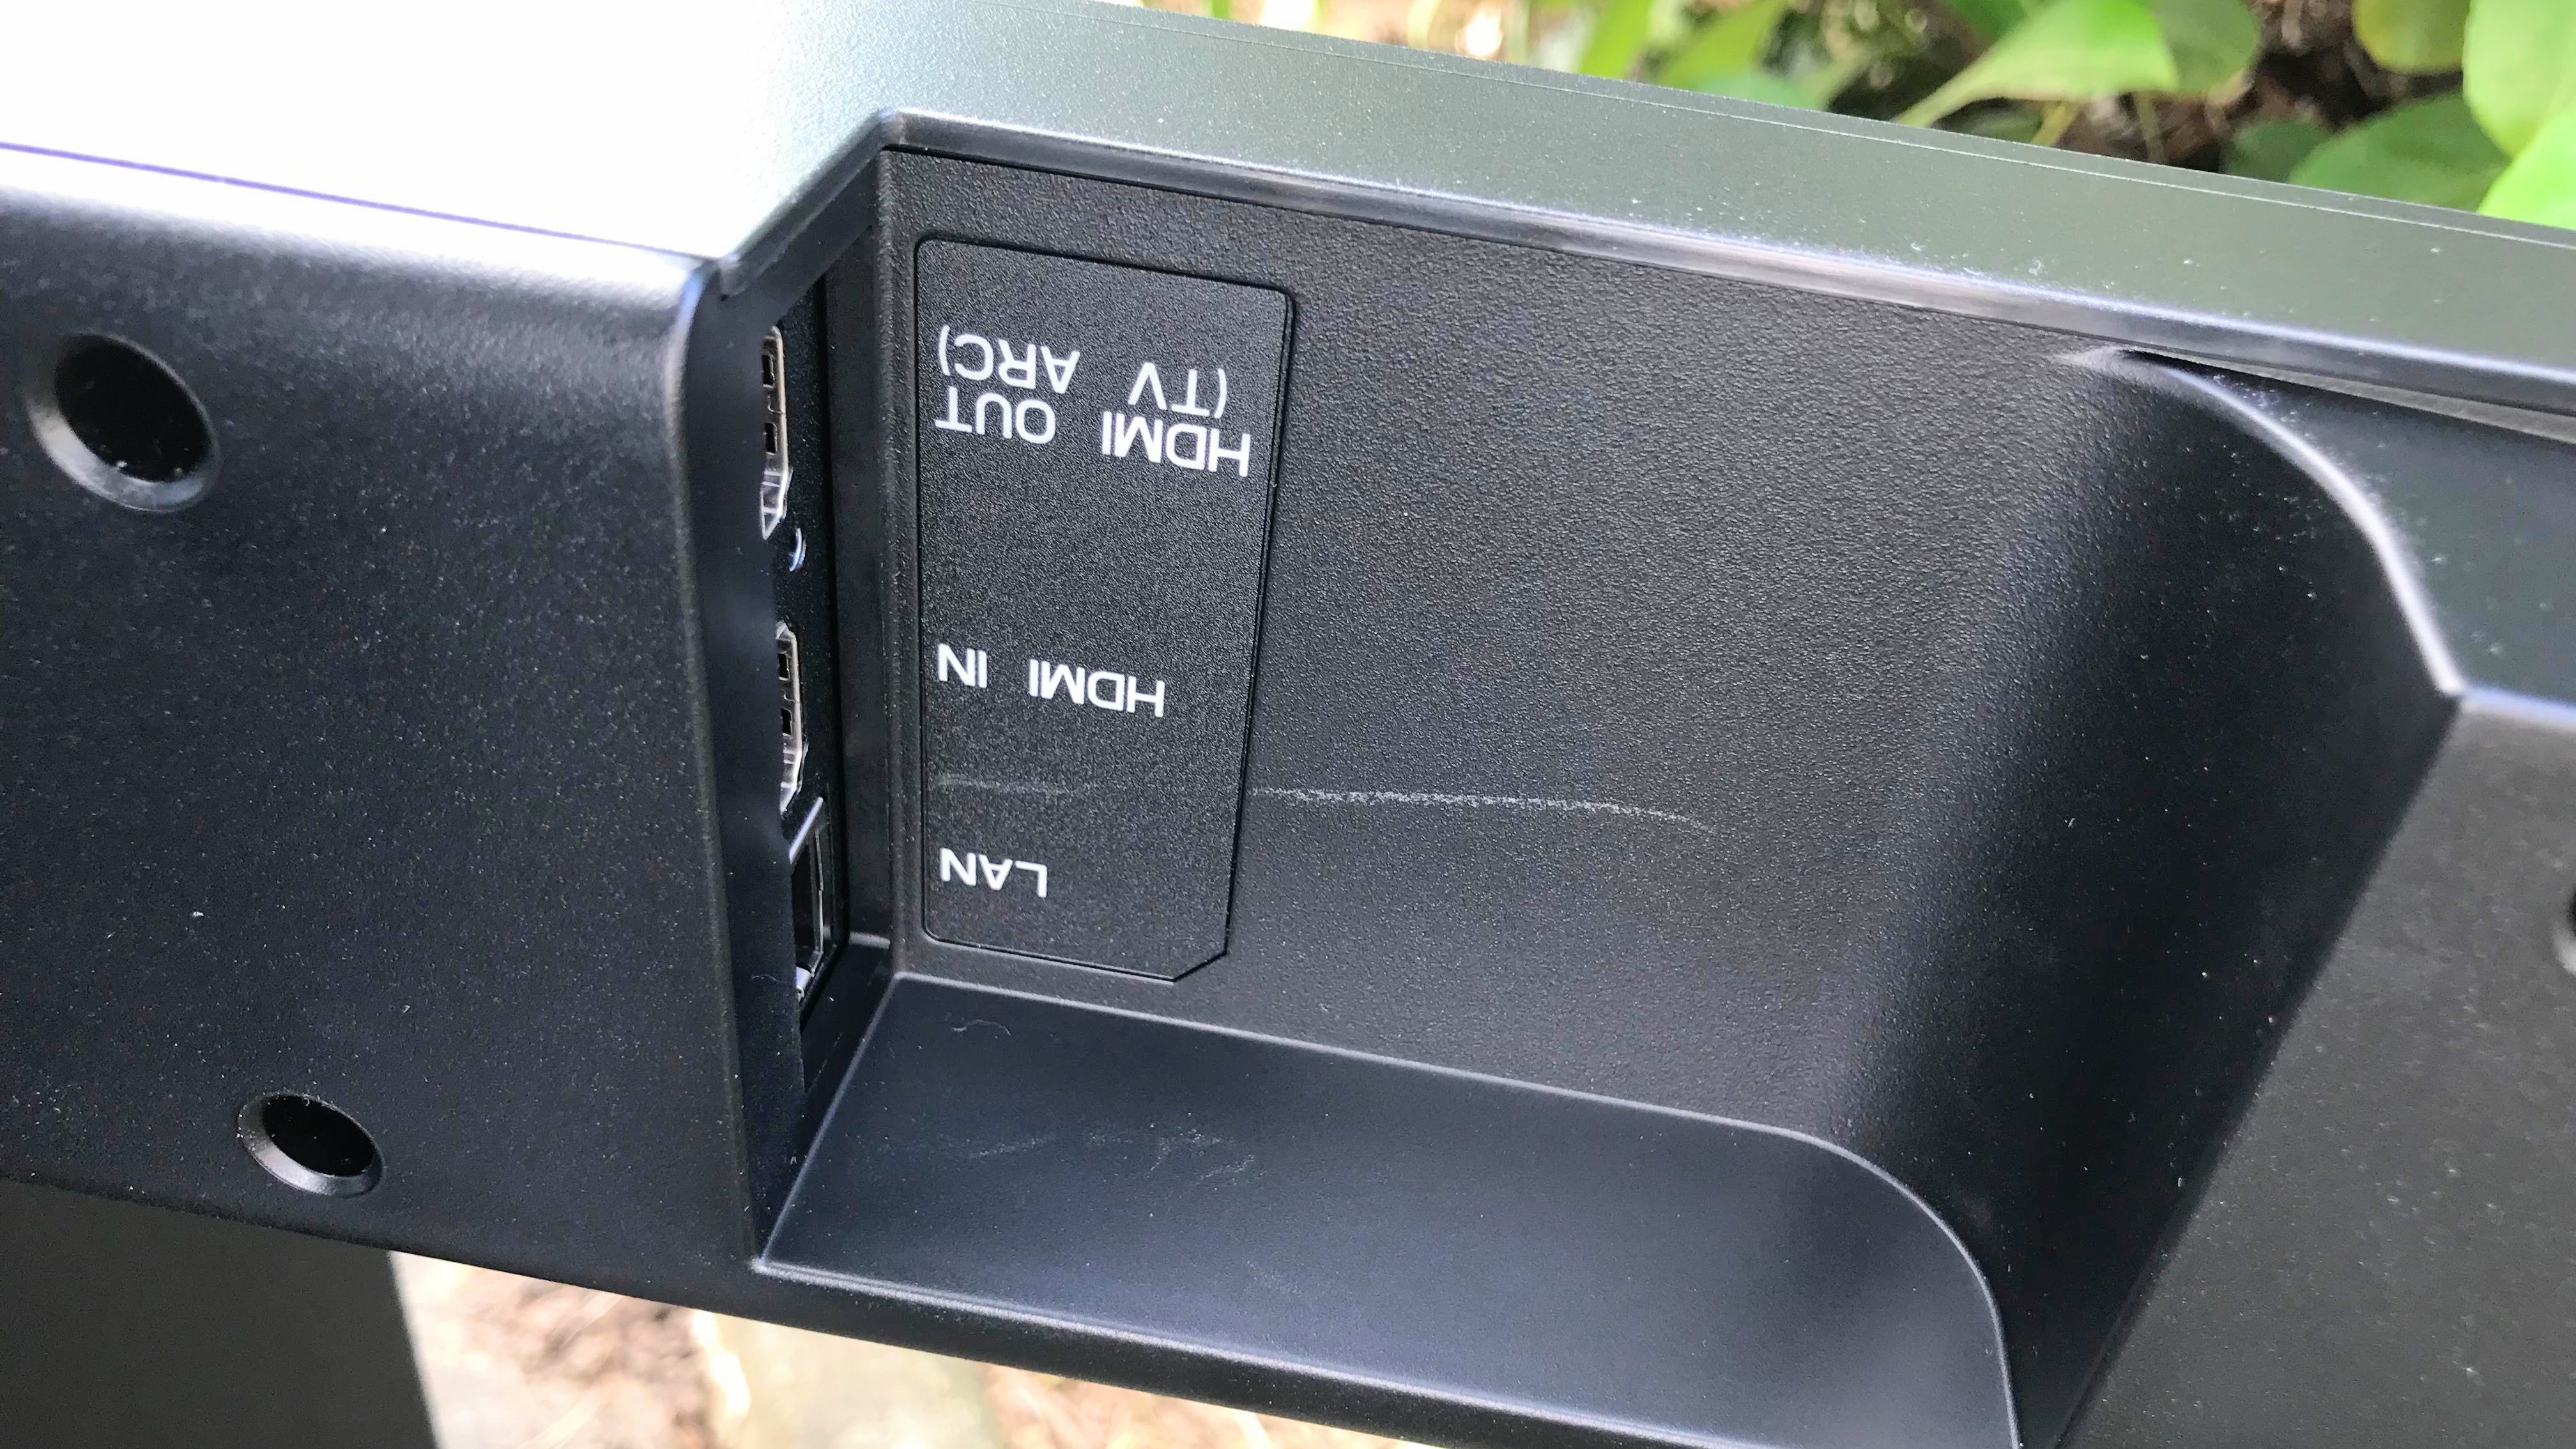 LAN
HDMI IN
HDMI OUT
(TV ARC)